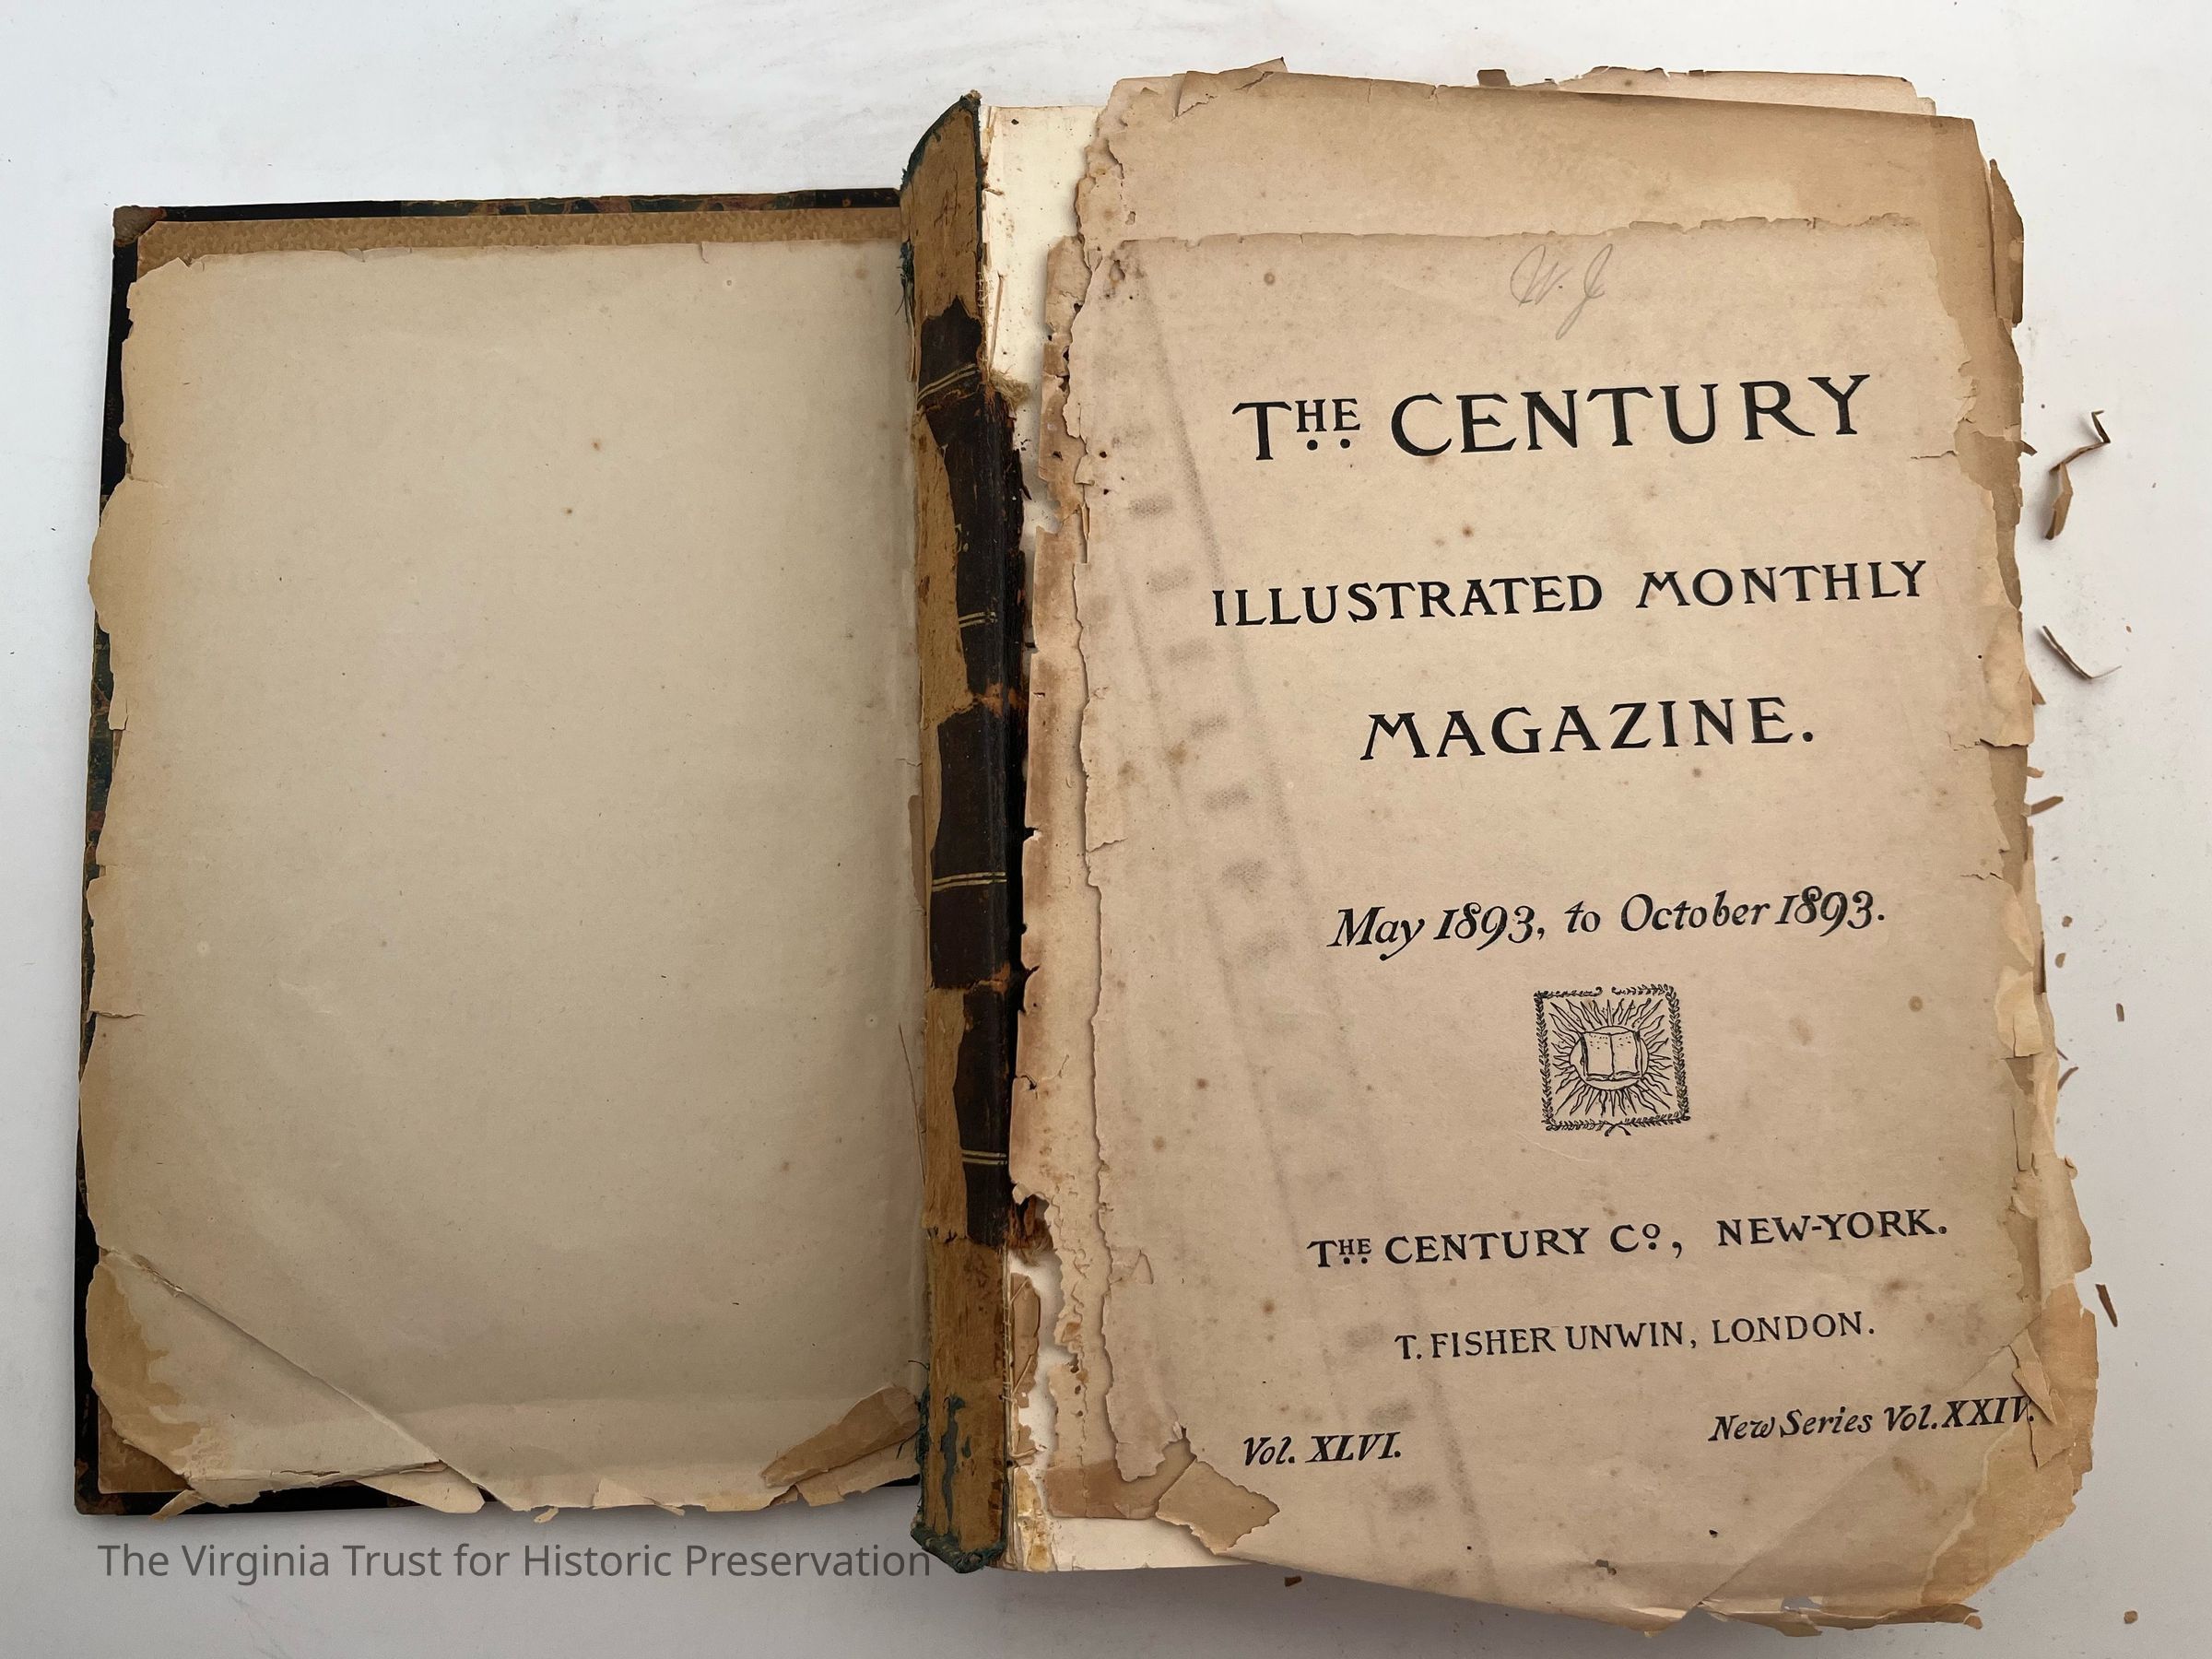 W. J
THE CENTURY
ILLUSTRATED MONTHLY
MAGAZINE.
May 1893, to October 1893.
THE CENTURY Co, NEW-YORK.
T. FISHER UNWIN, LONDON.
Vol. XLVI.
New Series Vol. XXIV.
The Virginia Trust for Historic Preservation